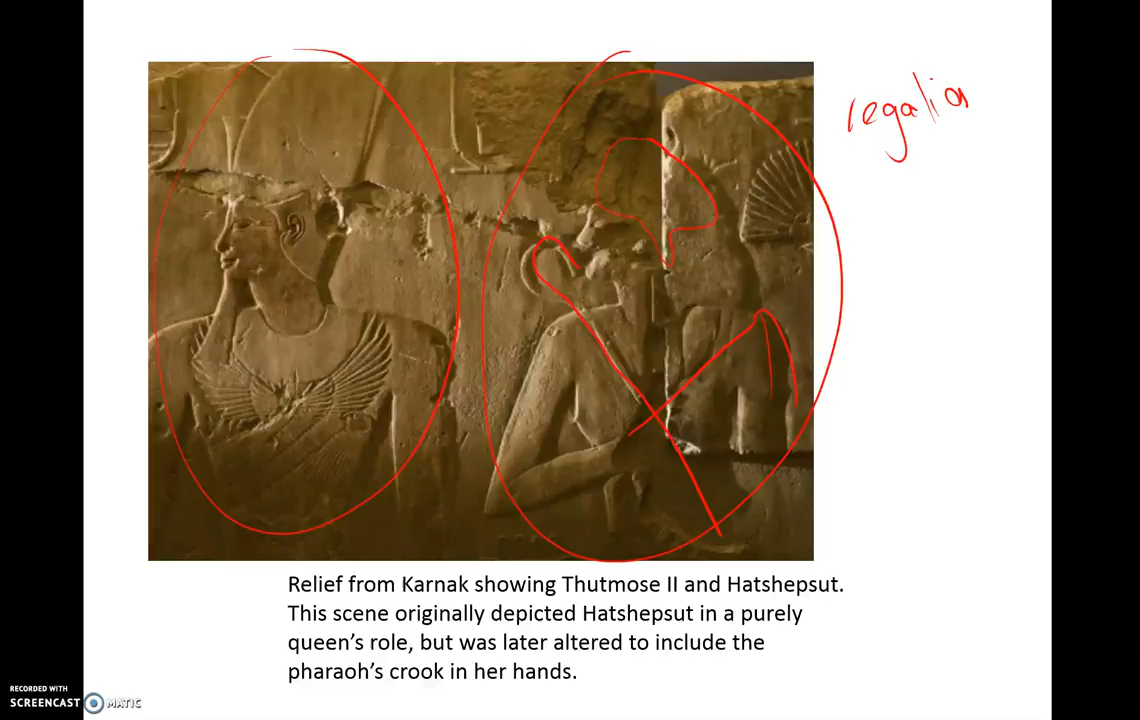 regalia
Relief from Karnak showing Thutmose II and Hatshepsut.
This scene originally depicted Hatshepsut in a purely
queen's role, but was later altered to include the
pharaoh's crook in her hands.
RECORDED WITH
SCREENCAST MATIC